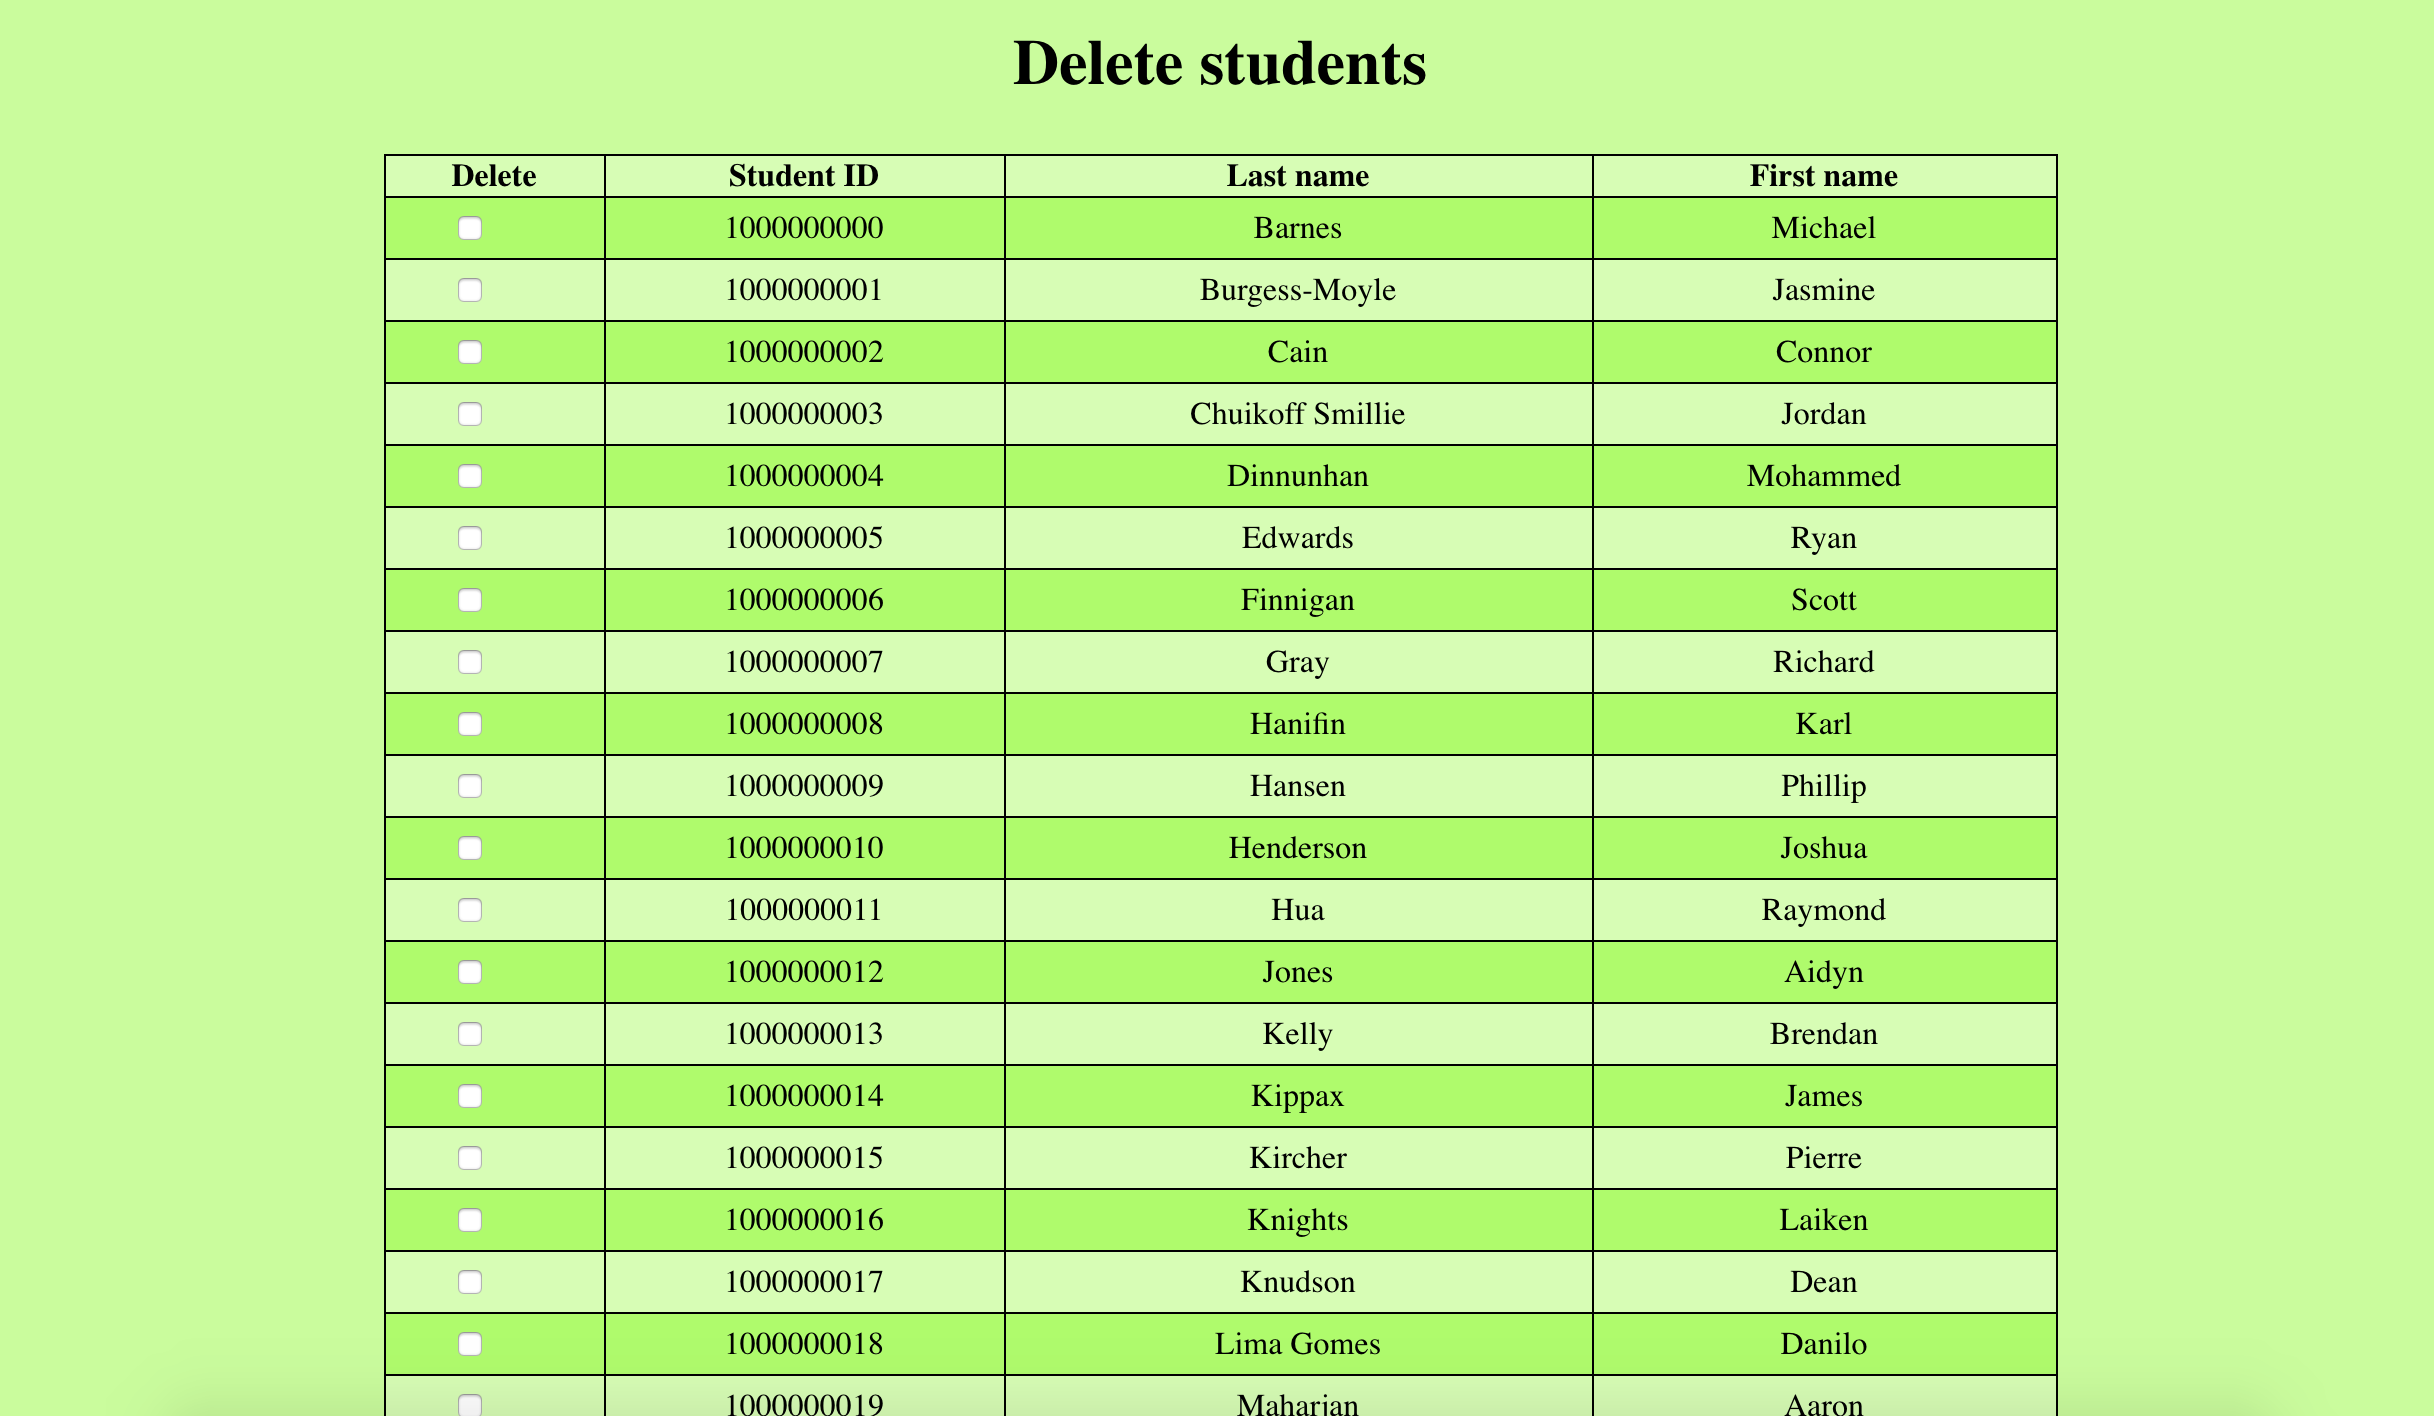 Delete students
Delete Student ID Last name First name
1000000000 Barnes Michael
1000000001 Burgess-Moyle Jasmine
1000000002 Cain Connor
1000000003 Chuikoff Smillie Jordan
1000000004 Dinnunhan Mohammed
1000000005 Edwards Ryan
1000000006 Finnigan Scott
1000000007 Gray Richard
1000000008 Hanifin Karl
1000000009 Hansen Phillip
1000000010 Henderson Joshua
1000000011 Hua Raymond
1000000012 Jones Aidyn
1000000013 Kelly Brendan
1000000014 Kippax James
1000000015 Kircher Pierre
1000000016 Knights Laiken
1000000017 Knudson Dean
1000000018 Lima Gomes Danilo
1000000019 Maharjan Aaron